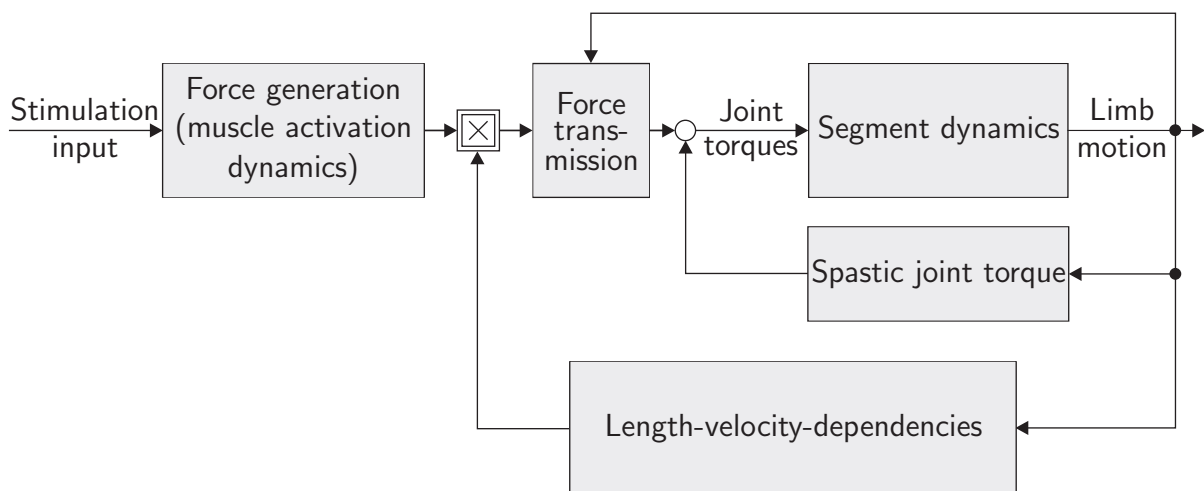 Stimulation
input
Force generation
(muscle activation
dynamics)
×
Force
trans-
mission
Joint
torques
Segment dynamics
Limb
motion
Spastic joint torque
Length-velocity-dependencies